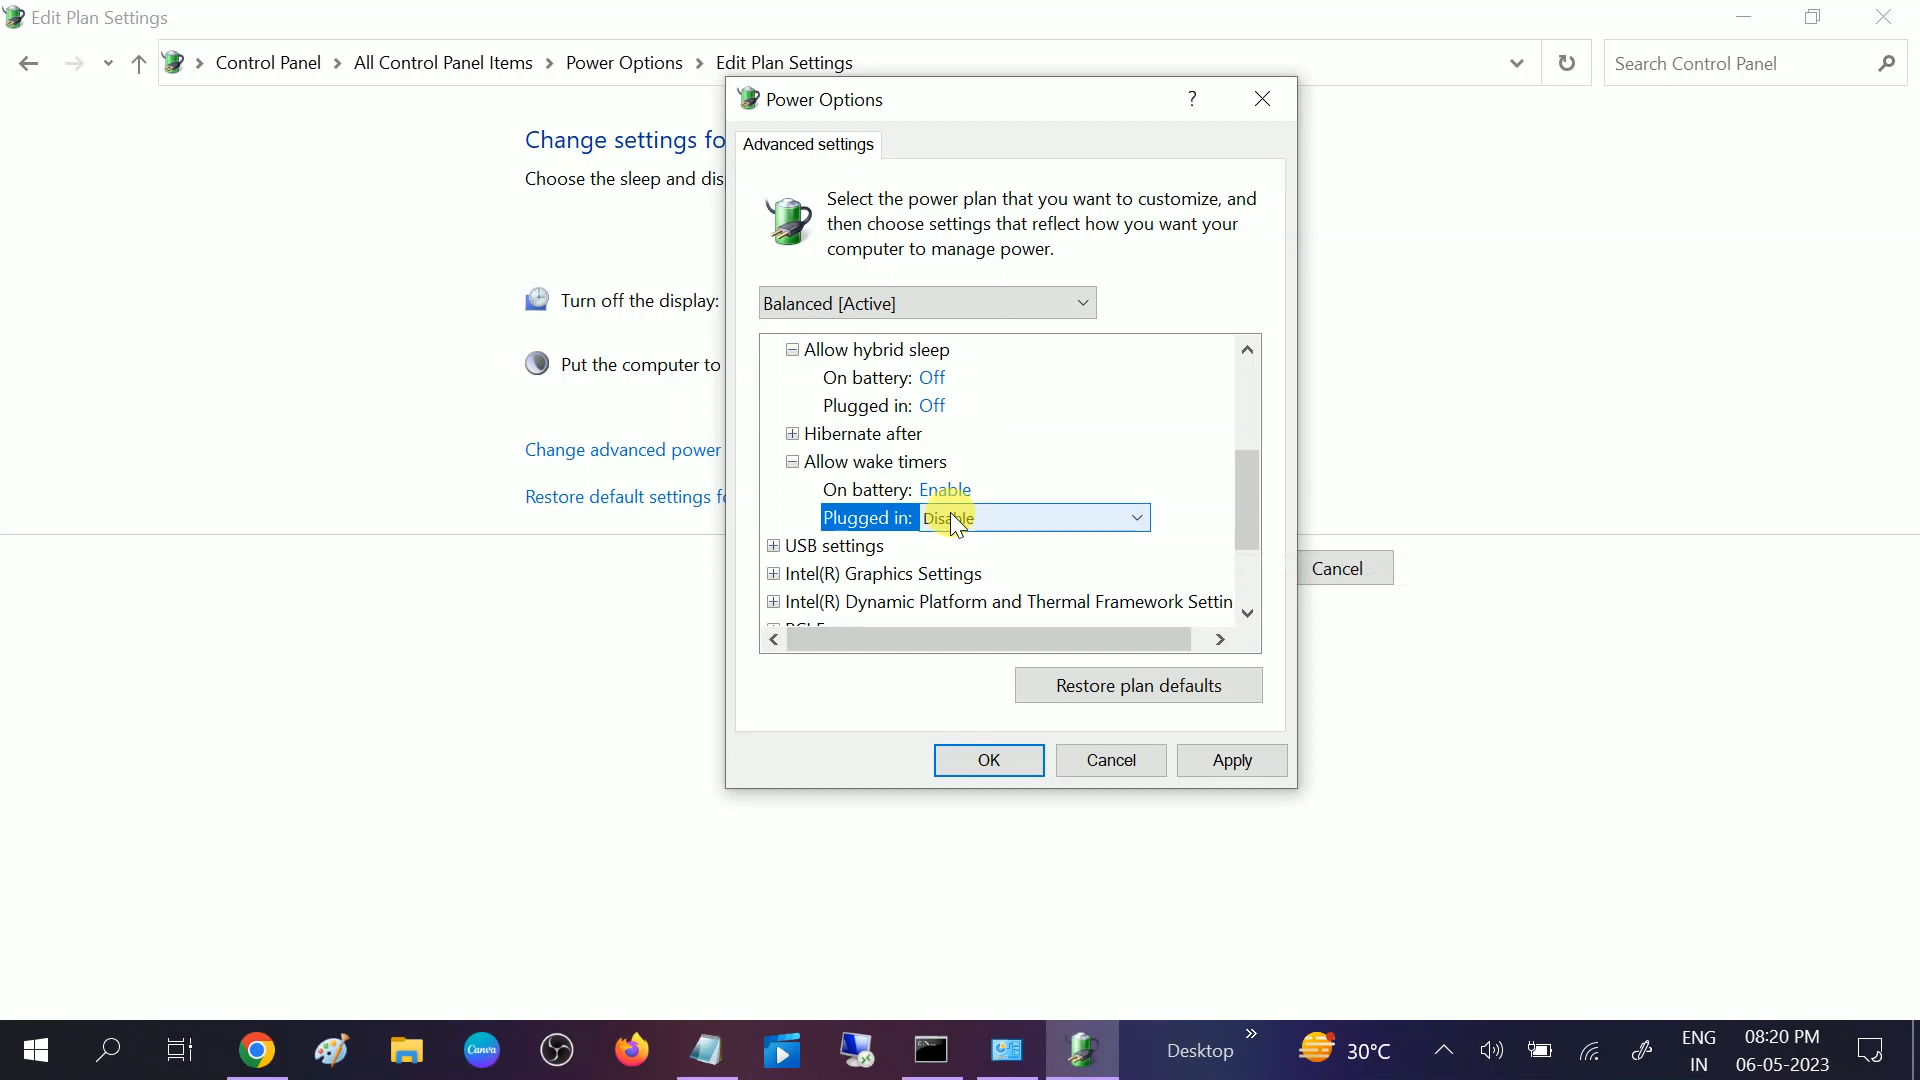 Edit Plan Settings
Control Panel > All Control Panel Items > Power Options > Edit Plan Settings
Search Control Panel
Power Options
?
Advanced settings
Change settings fo
Choose the sleep and dis
Select the power plan that you want to customize, and
then choose settings that reflect how you want your
computer to manage power.
Turn off the display:
Balanced [Active]
Put the computer to
Allow hybrid sleep
On battery: Off
Plugged in: Off
Hibernate after
Change advanced power
Allow wake timers
On battery: Enable
Restore default settings fo
Plugged in: Disable
USB settings
Intel(R) Graphics Settings
Intel(R) Dynamic Platform and Thermal Framework Settin
Cancel
Restore plan defaults
OK
Cancel
Apply
Canva
Desktop
30°C
ENG
IN
08:20 PM
06-05-2023